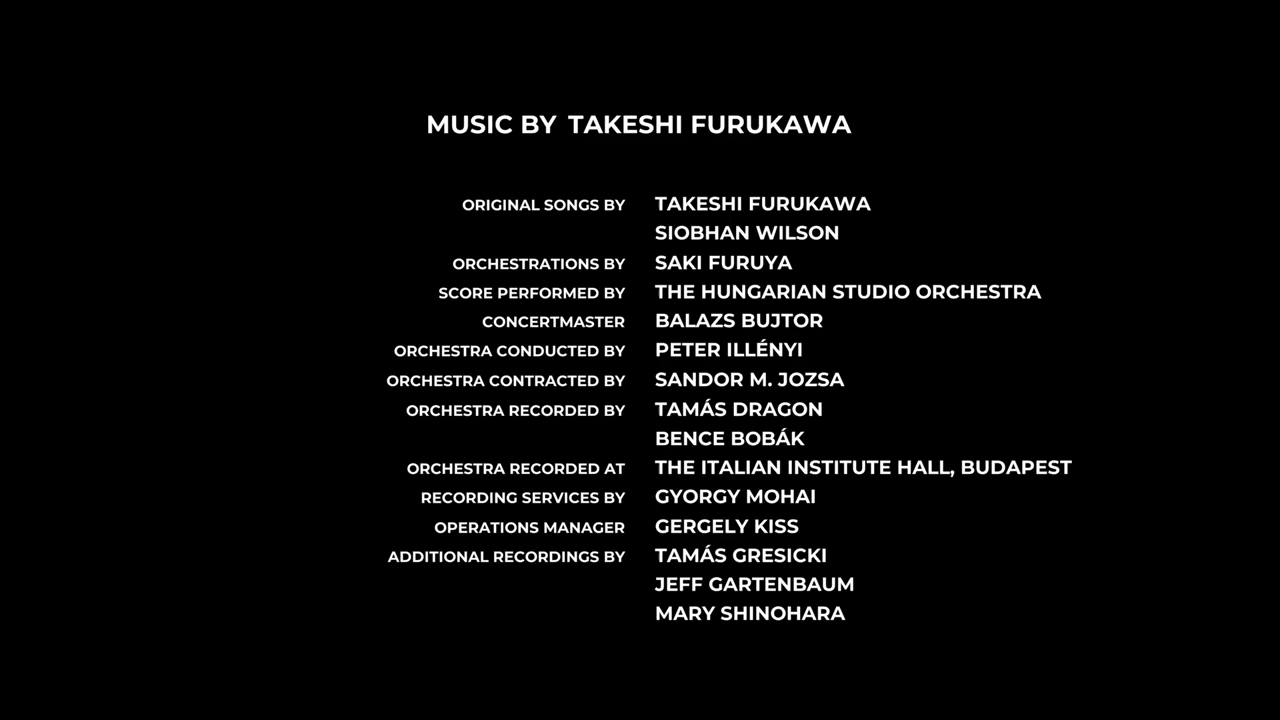 MUSIC BY TAKESHI FURUKAWA
ORIGINAL SONGS BY TAKESHI FURUKAWA
SIOBHAN WILSON
ORCHESTRATIONS BY SAKI FURUYA
SCORE PERFORMED BY THE HUNGARIAN STUDIO ORCHESTRA
CONCERTMASTER BALAZS BUJTOR
ORCHESTRA CONDUCTED BY PETER ILLÉNYI
ORCHESTRA CONTRACTED BY SANDOR M. JOZSA
ORCHESTRA RECORDED BY TAMÁS DRAGON
BENCE BOBÁK
ORCHESTRA RECORDED AT THE ITALIAN INSTITUTE HALL, BUDAPEST
RECORDING SERVICES BY GYORGY MOHAI
OPERATIONS MANAGER GERGELY KISS
ADDITIONAL RECORDINGS BY TAMÁS GRESICKI
JEFF GARTENBAUM
MARY SHINOHARA